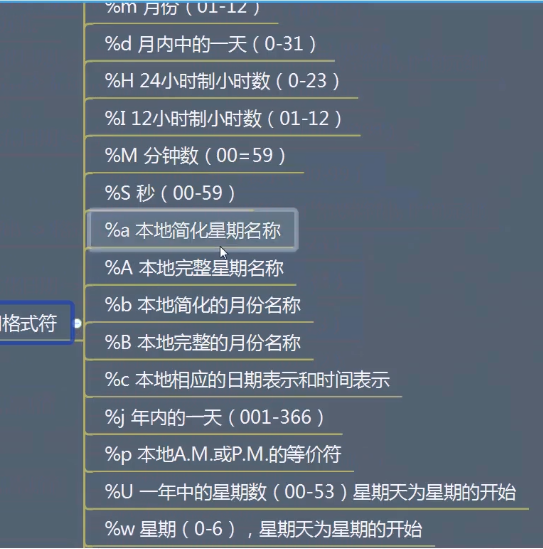 %m 月份（01-12）
%d 月内中的一天（0-31）
%H 24小时制小时数（0-23）
%I 12小时制小时数（01-12）
%M 分钟数（00=59）
%S 秒（00-59）
%a 本地简化星期名称
%A 本地完整星期名称
%b 本地简化的月份名称
格式符
%B 本地完整的月份名称
%c 本地相应的日期表示和时间表示
%j 年内的一天（001-366）
%p 本地A.M.或P.M.的等价符
%U 一年中的星期数（00-53）星期天为星期的开始
%w 星期（0-6），星期天为星期的开始